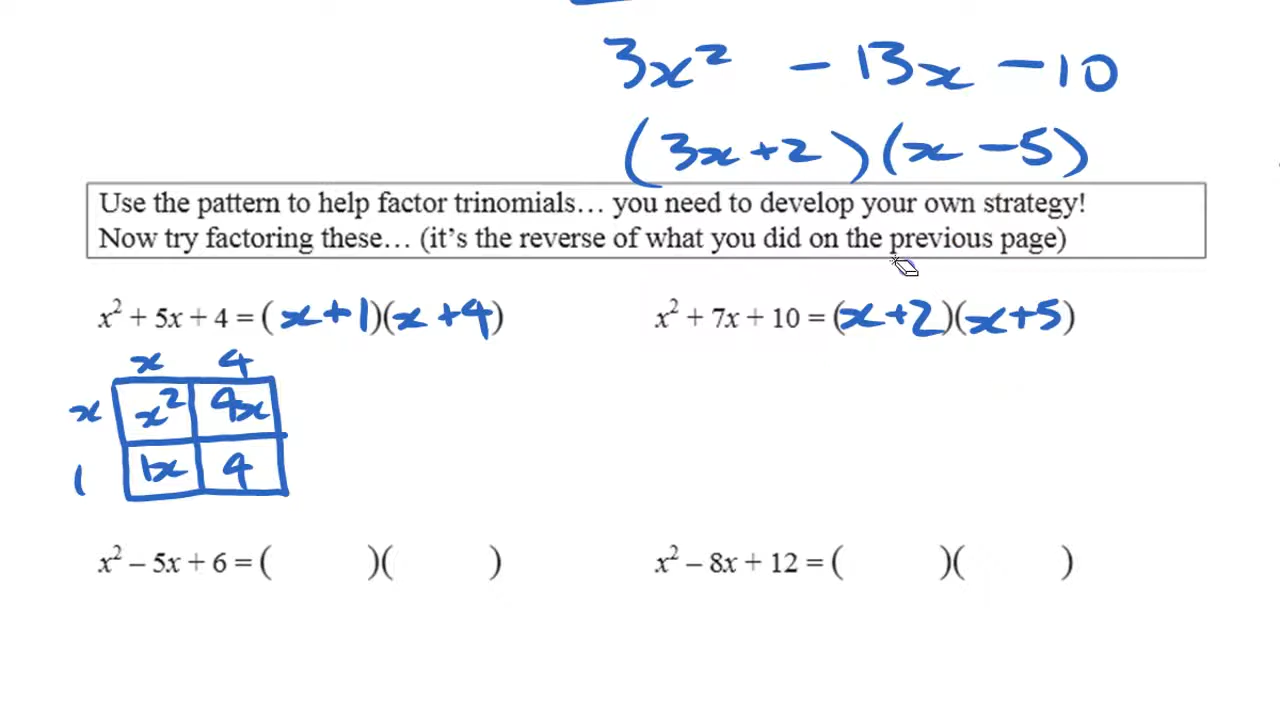 3x² - 13x - 10
(3x+2)(x-5)
Use the pattern to help factor trinomials… you need to develop your own strategy!
Now try factoring these… (it's the reverse of what you did on the previous page)
x² + 5x + 4 = (x+1)(x+4)
x² + 7x + 10 = (x+2)(x+5)
x 4
x x² 4x
1 1x 4
x² – 5x + 6 = ( )( )
x² – 8x + 12 = ( )( )